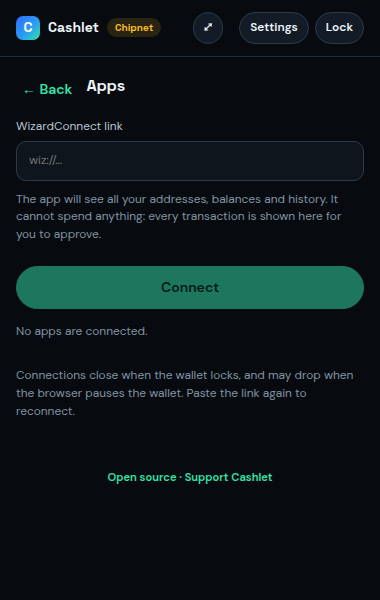 C Cashlet Chipnet Settings Lock
← Back Apps
WizardConnect link
wiz://...
The app will see all your addresses, balances and history. It
cannot spend anything: every transaction is shown here for
you to approve.
Connect
No apps are connected.
Connections close when the wallet locks, and may drop when
the browser pauses the wallet. Paste the link again to
reconnect.
Open source · Support Cashlet